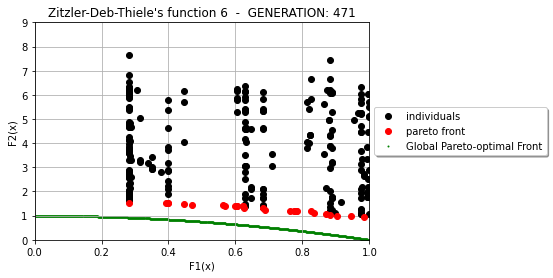 Zitzler-Deb-Thiele's function 6 - GENERATION: 471
9
8
7
6
5
4
3
2
1
0
F2(x)
0.0 0.2 0.4 0.6 0.8 1.0
F1(x)
individuals
pareto front
Global Pareto-optimal Front